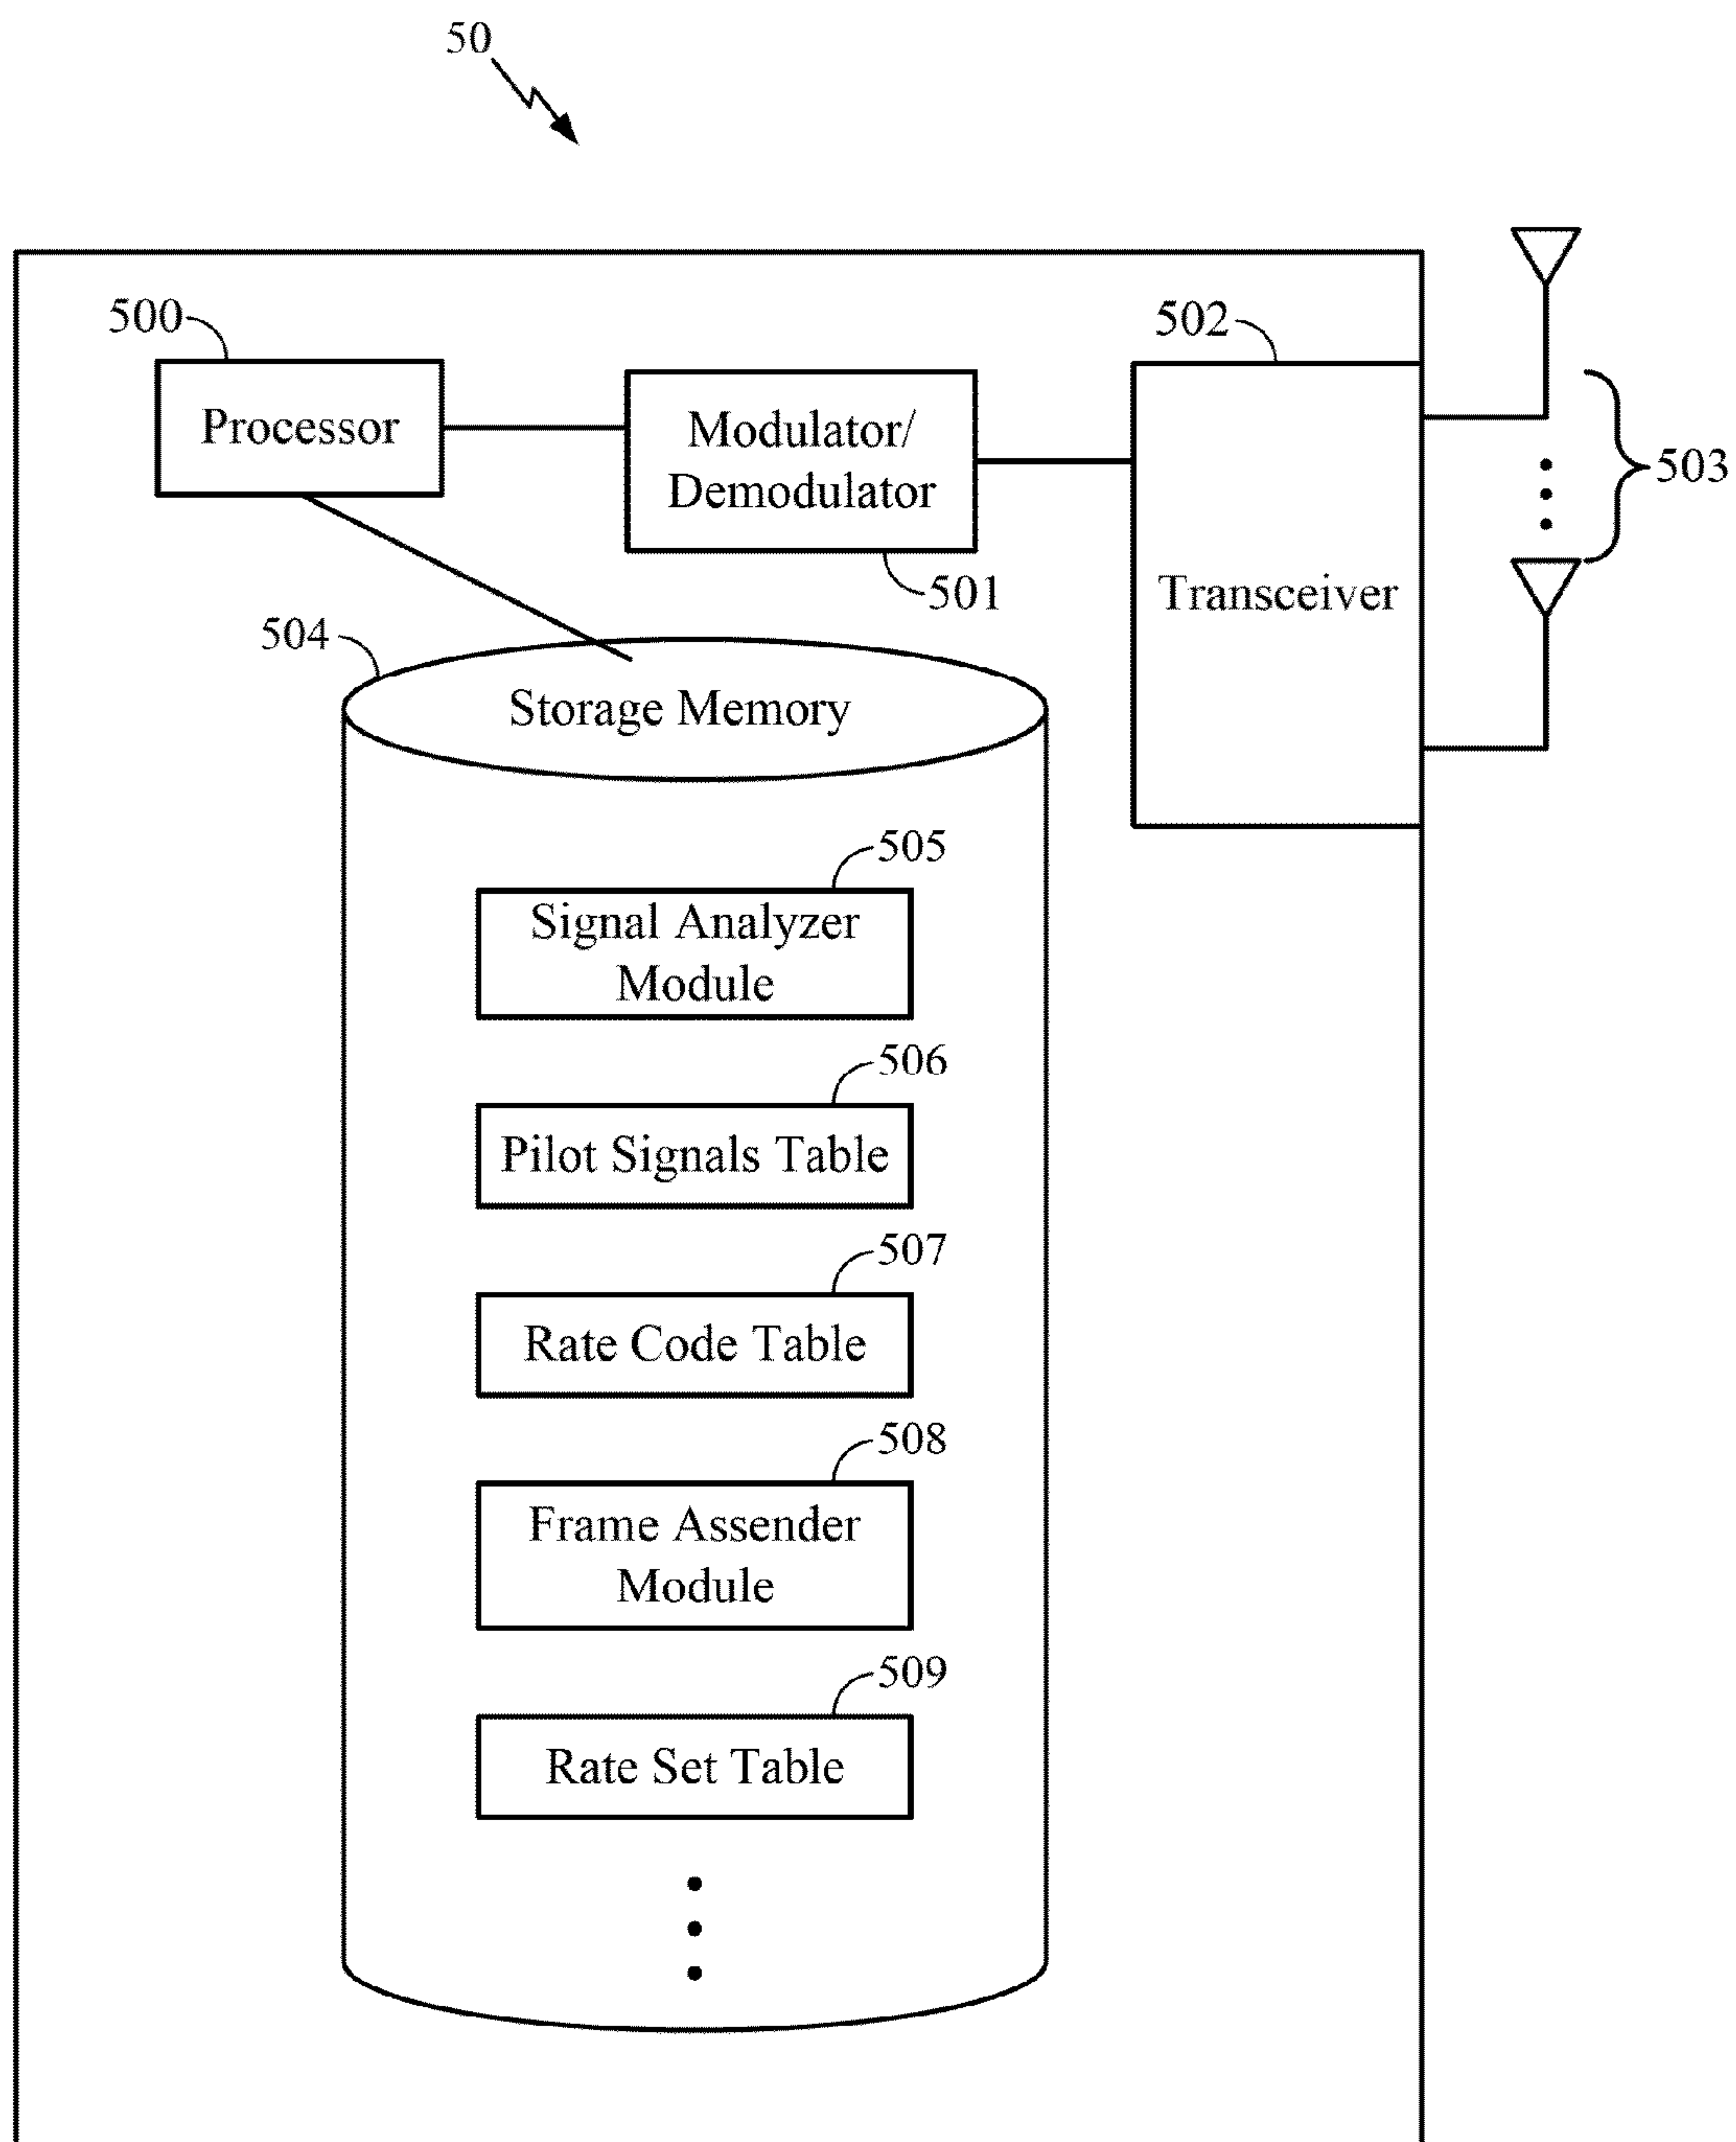 50
500
502
Processor
Modulator/
Demodulator
503
501
Transceiver
504
Storage Memory
505
Signal Analyzer
Module
506
Pilot Signals Table
507
Rate Code Table
508
Frame Assender
Module
509
Rate Set Table